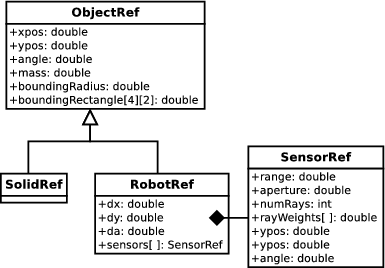 ObjectRef
+xpos: double
+ypos: double
+angle: double
+mass: double
+boundingRadius: double
+boundingRectangle[4][2]: double
SolidRef
RobotRef
+dx: double
+dy: double
+da: double
+sensors[ ]: SensorRef
SensorRef
+range: double
+aperture: double
+numRays: int
+rayWeights[ ]: double
+ypos: double
+ypos: double
+angle: double